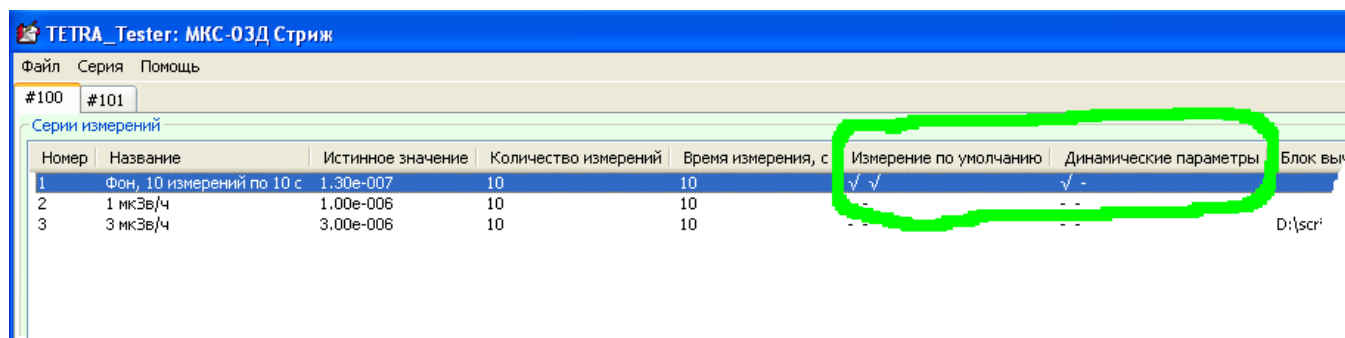 TETRA_Tester: МКС-03Д Стриж
Файл Серия Помощь
#100 #101
Серии измерений
Номер Название Истинное значение Количество измерений Время измерения, с Измерение по умолчанию Динамические параметры Блок выч
1 Фон, 10 измерений по 10 с 1.30e-007 10 10 √ √ √ -
2 1 мкЗв/ч 1.00e-006 10 10 - - - -
3 3 мкЗв/ч 3.00e-006 10 10 - - - - D:\scri